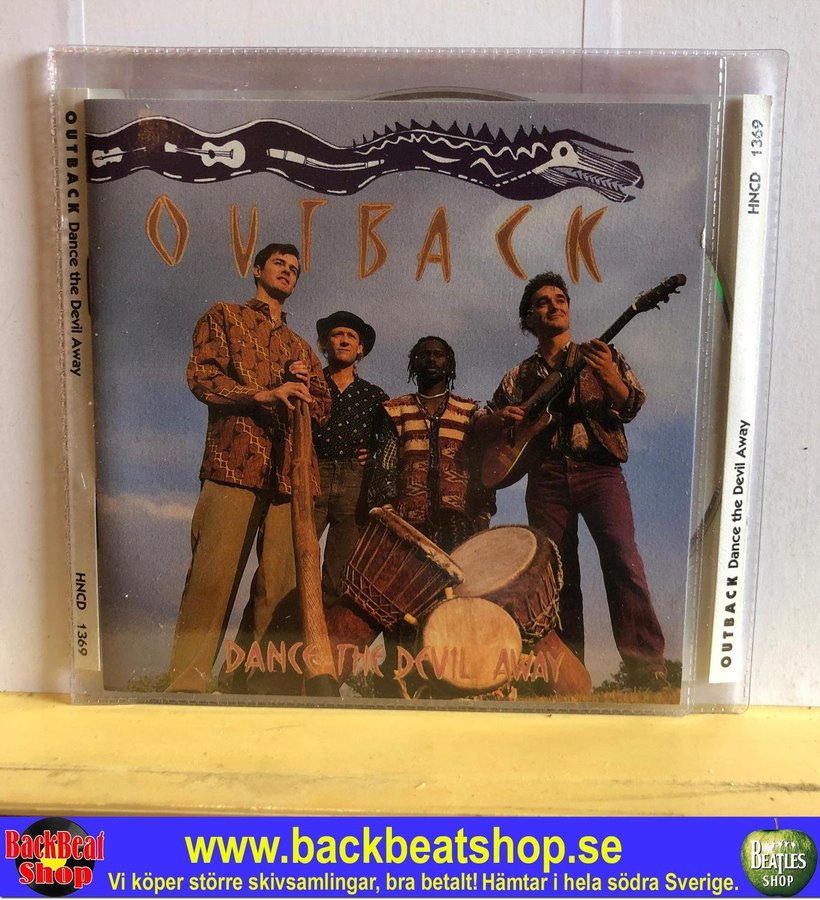 OUTBACK Dance the Devil Away
HNCD 1369
OUTBACK
DANCE THE DEVIL AWAY
HNCD 1369
OUTBACK Dance the Devil Away
BackBeat
Shop
www.backbeatshop.se
Vi köper större skivsamlingar, bra betalt! Hämtar i hela södra Sverige.
BEATLES
SHOP